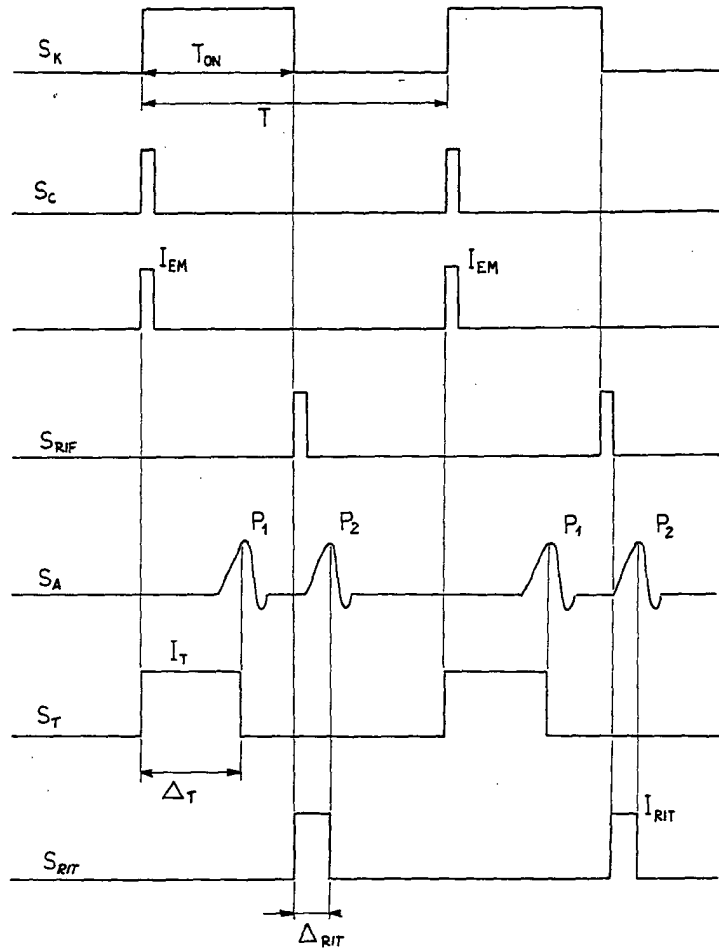 S_K
T_ON
T
S_C
I_EM I_EM
S_RIF
P_1 P_2 P_1 P_2
S_A
I_T
S_T
Δ_T
I_RIT
S_RIT
Δ_RIT